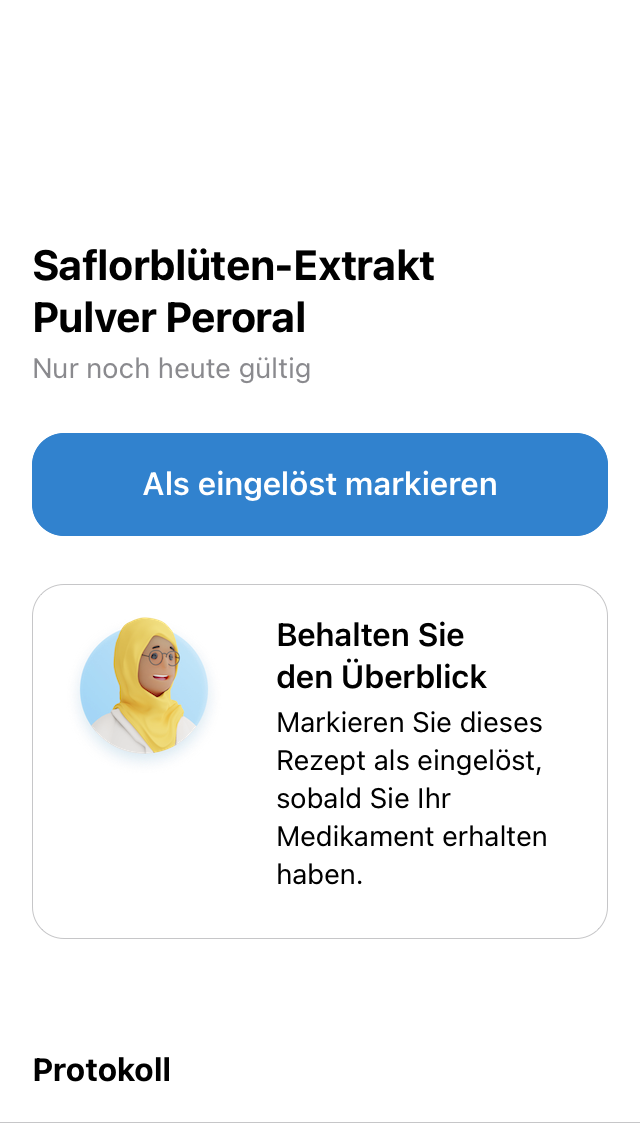 Saflorblüten-Extrakt
Pulver Peroral
Nur noch heute gültig
Als eingelöst markieren
Behalten Sie
den Überblick
Markieren Sie dieses
Rezept als eingelöst,
sobald Sie Ihr
Medikament erhalten
haben.
Protokoll